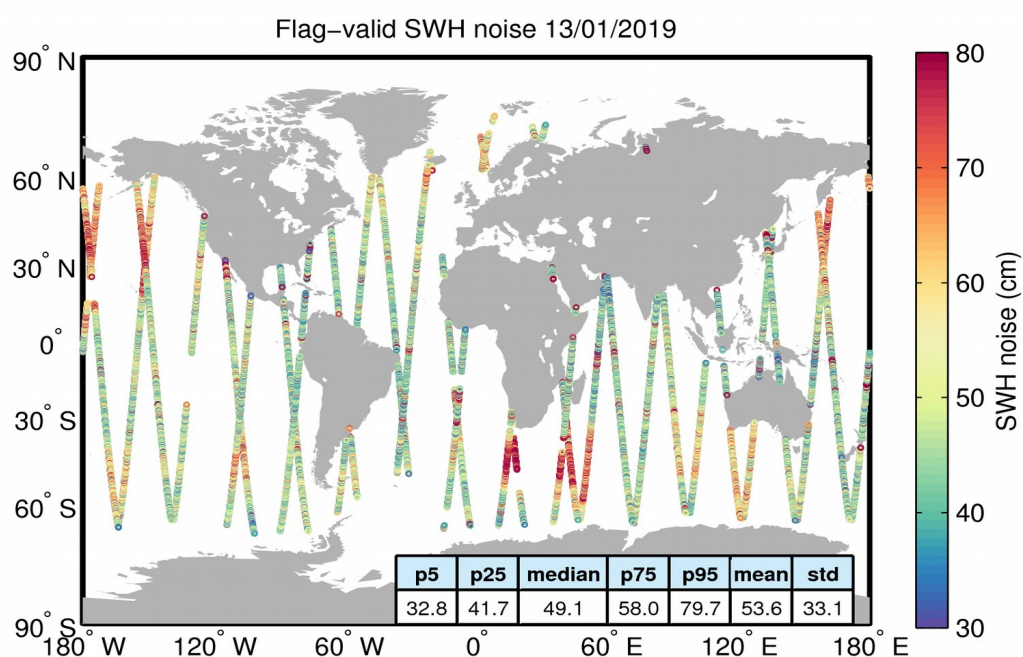 Flag−valid SWH noise 13/01/2019
90° N
60° N
30° N
0°
30° S
60° S
90° S
180° W
120° W
60° W
0°
60° E
120° E
180° E
80
70
60
50
40
30
SWH noise (cm)
p5 p25 median p75 p95 mean std
32.8 41.7 49.1 58.0 79.7 53.6 33.1